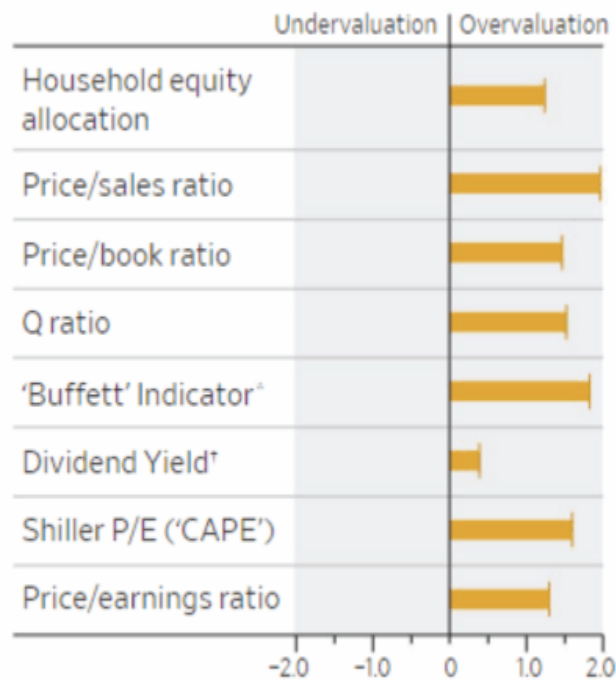 Undervaluation | Overvaluation
Household equity
allocation
Price/sales ratio
Price/book ratio
Q ratio
‘Buffett’ Indicator*
Dividend Yield†
Shiller P/E (‘CAPE’)
Price/earnings ratio
−2.0 −1.0 0 1.0 2.0